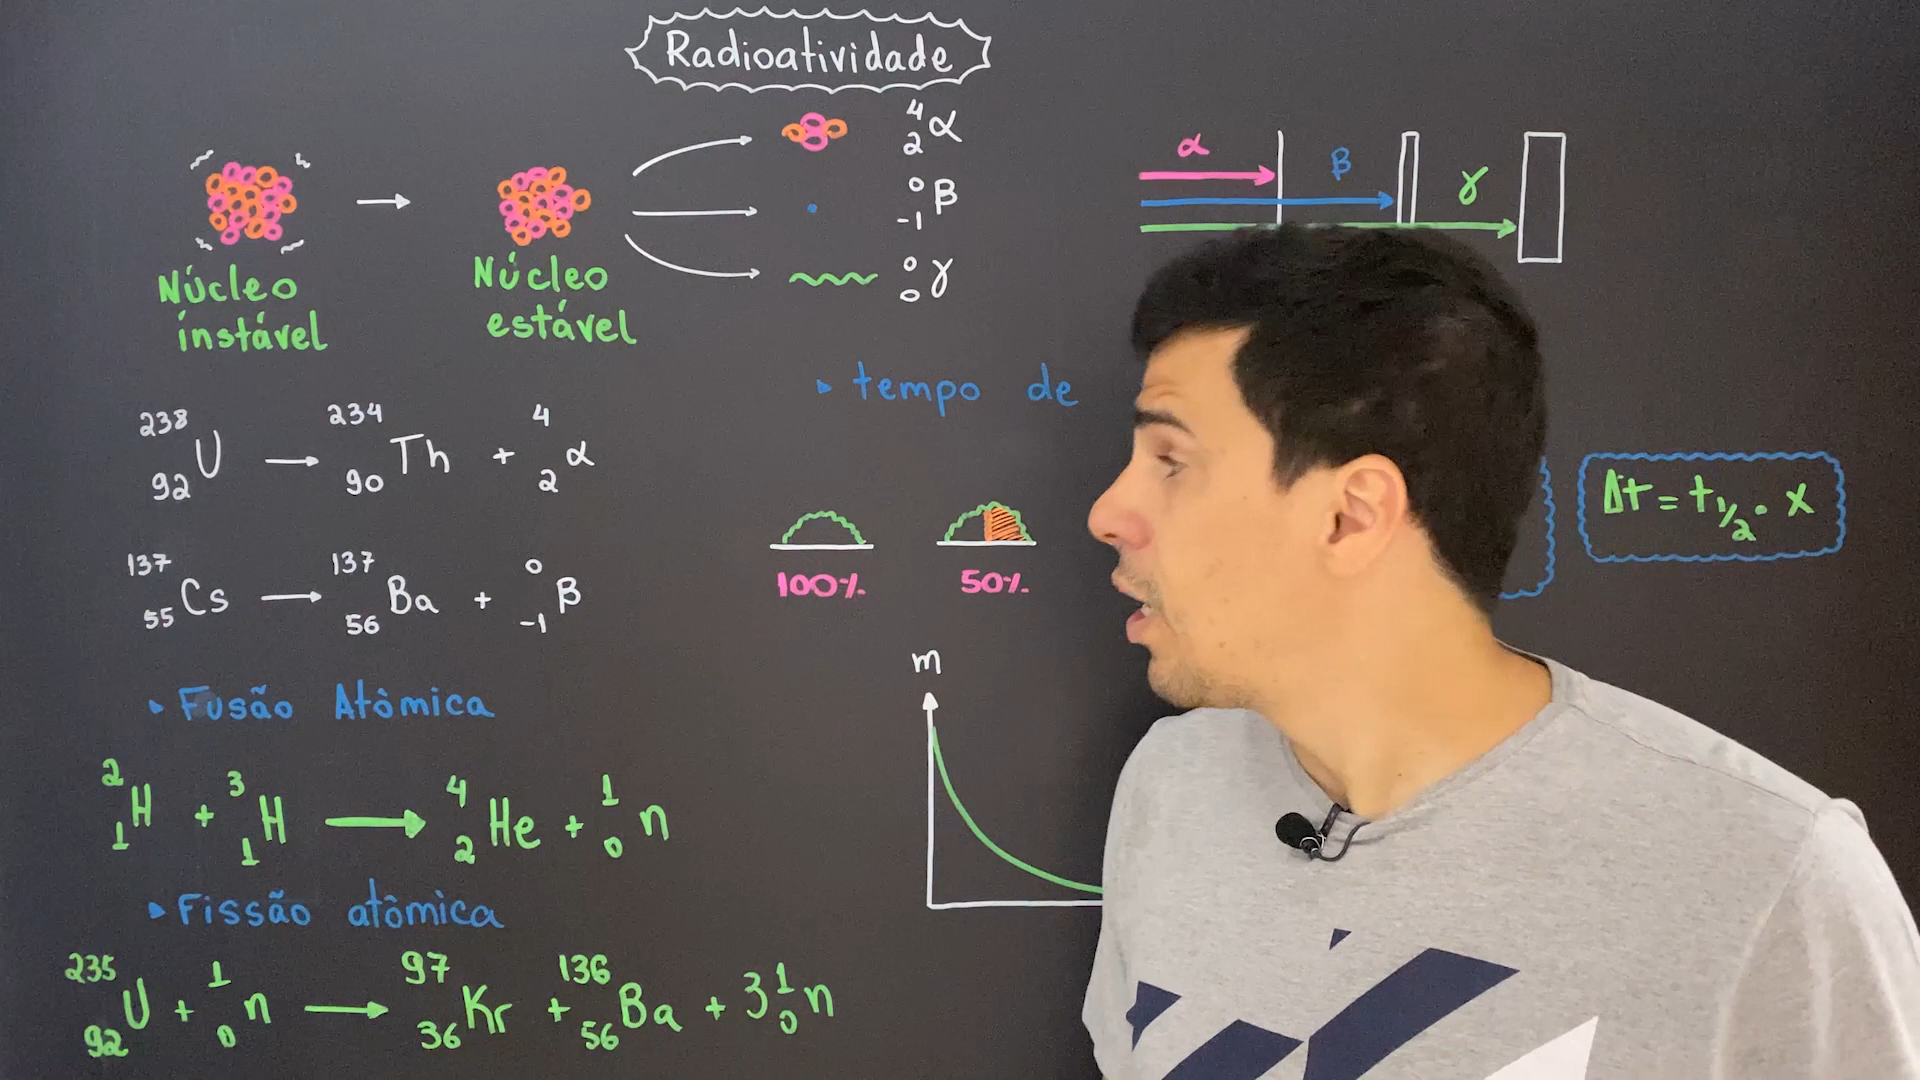 Radioatividade
⁴₂α
⁰₋₁β
⁰₀γ
Núcleo
instável
Núcleo
estável
α
β
γ
▸ tempo de
²³⁸₉₂U → ²³⁴₉₀Th + ⁴₂α
¹³⁷₅₅Cs → ¹³⁷₅₆Ba + ⁰₋₁β
100%
50%
Δt = t½ · x
m
▸ Fusão Atômica
²₁H + ³₁H → ⁴₂He + ¹₀n
▸ Fissão atômica
²³⁵₉₂U + ¹₀n → ⁹⁷₃₆Kr + ¹³⁶₅₆Ba + 3¹₀n